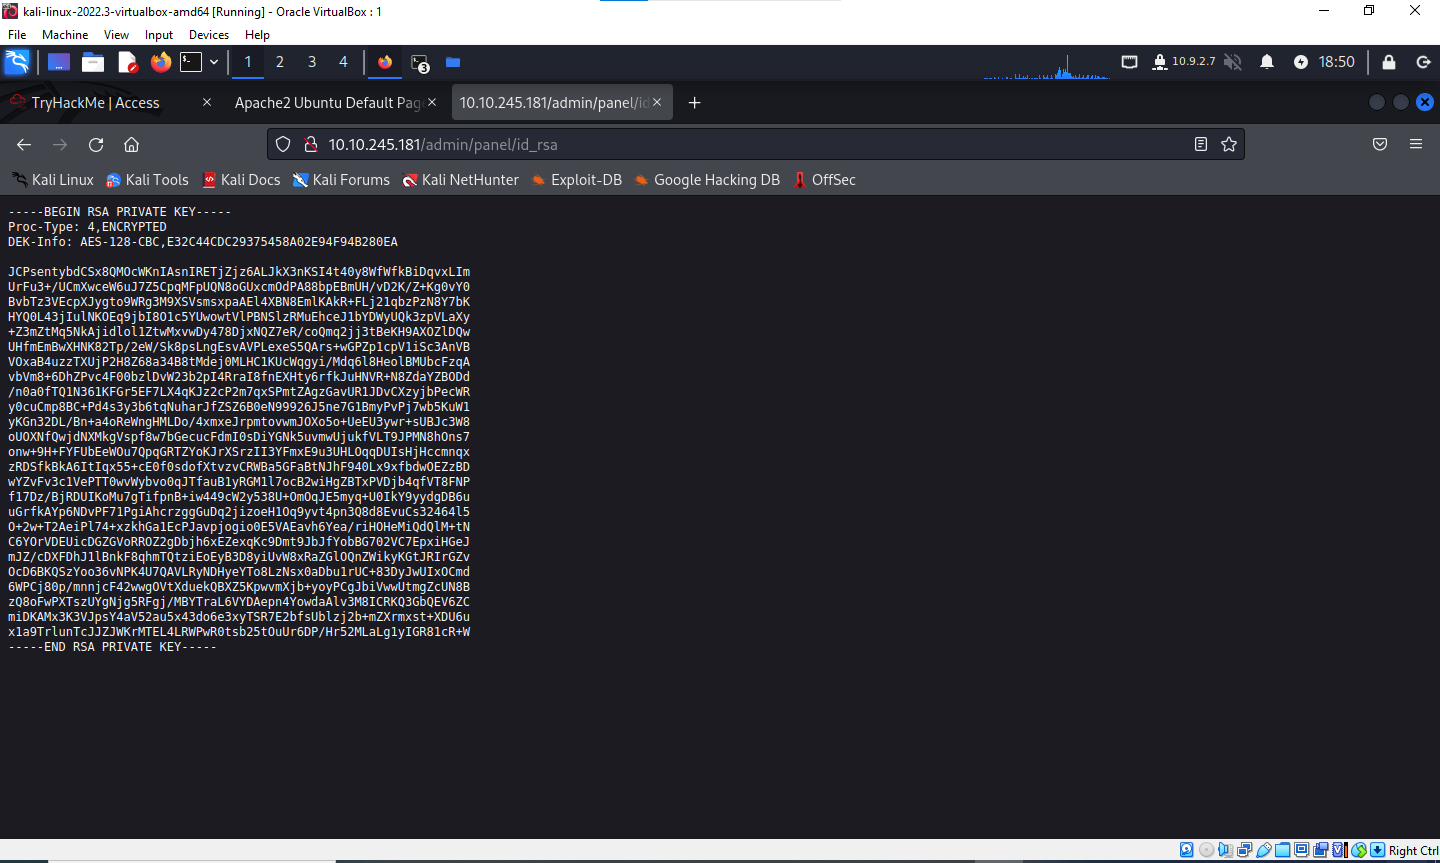 kali-linux-2022.3-virtualbox-amd64 [Running] - Oracle VirtualBox : 1
File Machine View Input Devices Help
1 2 3 4 3 10.9.2.7 18:50
TryHackMe | Access Apache2 Ubuntu Default Page 10.10.245.181/admin/panel/id
10.10.245.181/admin/panel/id_rsa
Kali Linux Kali Tools Kali Docs Kali Forums Kali NetHunter Exploit-DB Google Hacking DB OffSec
-----BEGIN RSA PRIVATE KEY-----
Proc-Type: 4,ENCRYPTED
DEK-Info: AES-128-CBC,E32C44CDC29375458A02E94F94B280EA
JCPsentybdCSx8QMOcWKnIAsnIRETjZjz6ALJkX3nKSI4t40y8WfWfkBiDqvxLIm
UrFu3+/UCmXwceW6uJ7Z5CpqMFpUQN8oGUxcmOdPA88bpEBmUH/vD2K/Z+Kg0vY0
BvbTz3VEcpXJygto9WRg3M9XSVsmsxpaAEl4XBN8EmlKAkR+FLj21qbzPzN8Y7bK
HYQ0L43jIulNKOEq9jbI8O1c5YUwowtVlPBNSlzRMuEhceJ1bYDWyUQk3zpVLaXy
+Z3mZtMq5NkAjidlol1ZtwMxvwDy478DjxNQZ7eR/coQmq2jj3tBeKH9AXOZlDQw
UHfmEmBwXHNK82Tp/2eW/Sk8psLngEsvAVPLexeS5QArs+wGPZp1cpV1iSc3AnVB
VOxaB4uzzTXUjP2H8Z68a34B8tMdej0MLHC1KUcWqgyi/Mdq6l8HeolBMUbcFzqA
vbVm8+6DhZPvc4F00bzlDvW23b2pI4RraI8fnEXHty6rfkJuHNVR+N8ZdaYZBODd
/n0a0fTQ1N361KFGr5EF7LX4qKJz2cP2m7qxSPmtZAgzGavUR1JDvCXzyjbPecWR
y0cuCmp8BC+Pd4s3y3b6tqNuharJfZSZ6B0eN99926J5ne7G1BmyPvPj7wb5KuW1
yKGn32DL/Bn+a4oReWngHMLDo/4xmxeJrpmtovwmJOXo5o+UeEU3ywr+sUBJc3W8
oUOXNfQwjdNXMkgVspf8w7bGecucFdmI0sDiYGNk5uvmwUjukfVLT9JPMN8hOns7
onw+9H+FYFUbEeWOu7QpqGRTZYoKJrXSrzII3YFmxE9u3UHLOqqDUIsHjHccmnqx
zRDSfkBkA6ItIqx55+cE0f0sdofXtvzvCRWBa5GFaBtNJhF940Lx9xfbdwOEZzBD
wYZvFv3c1VePTT0wvWybvo0qJTfauB1yRGM1l7ocB2wiHgZBTxPVDjb4qfVT8FNP
f17Dz/BjRDUIKoMu7gTifpnB+iw449cW2y538U+OmOqJE5myq+U0IkY9yydgDB6u
uGrfkAYp6NDvPF71PgiAhcrzggGuDq2jizoeH1Oq9yvt4pn3Q8d8EvuCs32464l5
O+2w+T2AeiPl74+xzkhGa1EcPJavpjogio0E5VAEavh6Yea/riHOHeMiQdQlM+tN
C6YOrVDEUicDGZGVoRROZ2gDbjh6xEZexqKc9Dmt9JbJfYobBG702VC7EpxiHGeJ
mJZ/cDXFDhJ1lBnkF8qhmTQtziEoEyB3D8yiUvW8xRaZGlOQnZWikyKGtJRIrGZv
OcD6BKQSzYoo36vNPK4U7QAVLRyNDHyeYTo8LzNsx0aDbu1rUC+83DyJwUIxOCmd
6WPCj80p/mnnjcF42wwgOVtXduekQBXZ5KpwvmXjb+yoyPCgJbiVwwUtmgZcUN8B
zQ8oFwPXTszUYgNjg5RFgj/MBYTraL6VYDAepn4YowdaAlv3M8ICRKQ3GbQEV6ZC
miDKAMx3K3VJpsY4aV52au5x43do6e3xyTSR7E2bfsUblzj2b+mZXrmxst+XDU6u
x1a9TrlunTcJJZJWKrMTEL4LRWPwR0tsb25tOuUr6DP/Hr52MLaLg1yIGR81cR+W
-----END RSA PRIVATE KEY-----
Right Ctrl